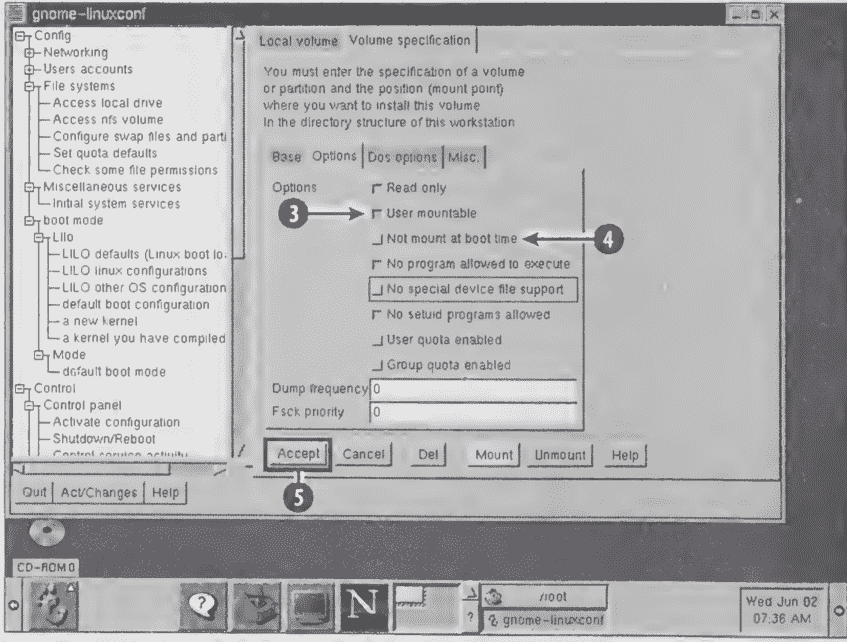 gnome-linuxconf
Config
Networking
Users accounts
File systems
Access local drive
Access nfs volume
Configure swap files and parti
Set quota defaults
Check some file permissions
Miscellaneous services
Initial system services
boot mode
Lilo
LILO defaults (Linux boot lo
LILO linux configurations
LILO other OS configuration
default boot configuration
a new kernel
a kernel you have compiled
Mode
default boot mode
Control
Control panel
Activate configuration
Shutdown/Reboot
Control service activity
Quit Act/Changes Help
Local volume Volume specification
You must enter the specification of a volume
or partition and the position (mount point)
where you want to install this volume
in the directory structure of this workstation
Base Options Dos options Misc.
Options Read only
3 User mountable
Not mount at boot time 4
No program allowed to execute
No special device file support
No setuid programs allowed
User quota enabled
Group quota enabled
Dump frequency 0
Fsck priority 0
Accept Cancel Del Mount Unmount Help
5
CD-ROM 0
? N ? /root
gnome-linuxconf
Wed Jun 02
07:36 AM